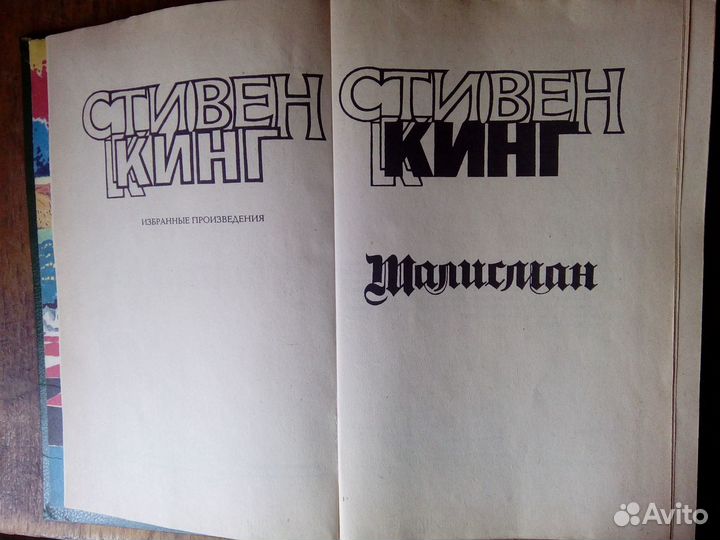 СТИВЕН
КИНГ
ИЗБРАННЫЕ ПРОИЗВЕДЕНИЯ
СТИВЕН
КИНГ
Талисман
Avito